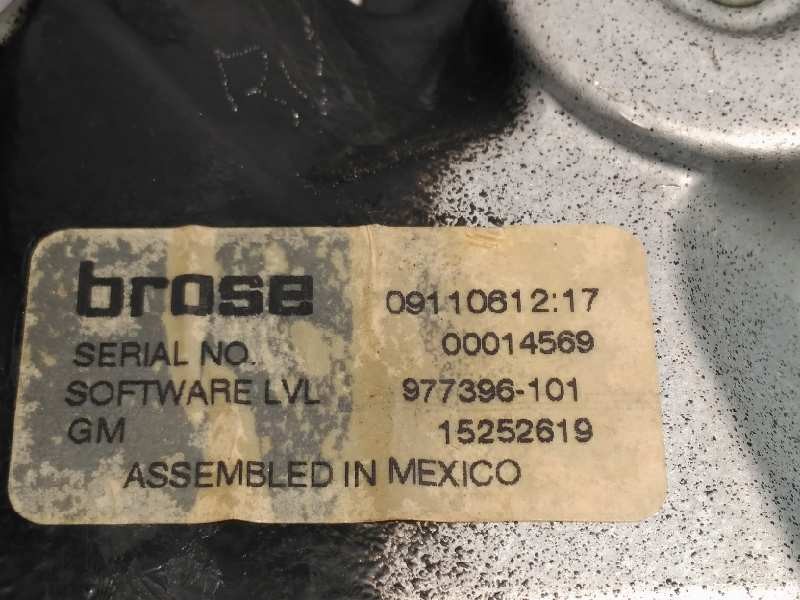 brose 09110612:17
SERIAL NO. 00014569
SOFTWARE LVL 977396-101
GM 15252619
ASSEMBLED IN MEXICO